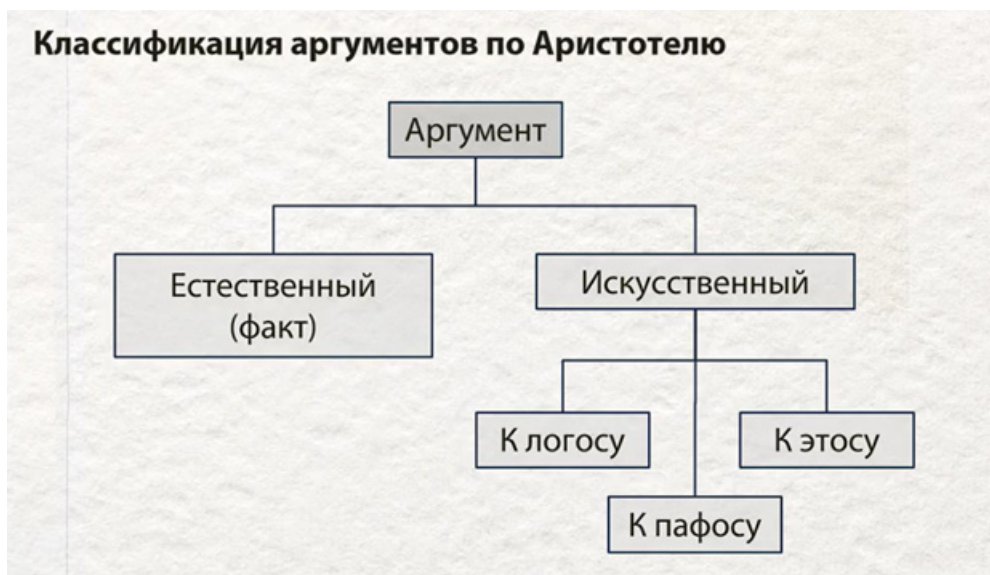 Классификация аргументов по Аристотелю
Аргумент
Естественный
(факт)
Искусственный
К логосу
К этосу
К пафосу